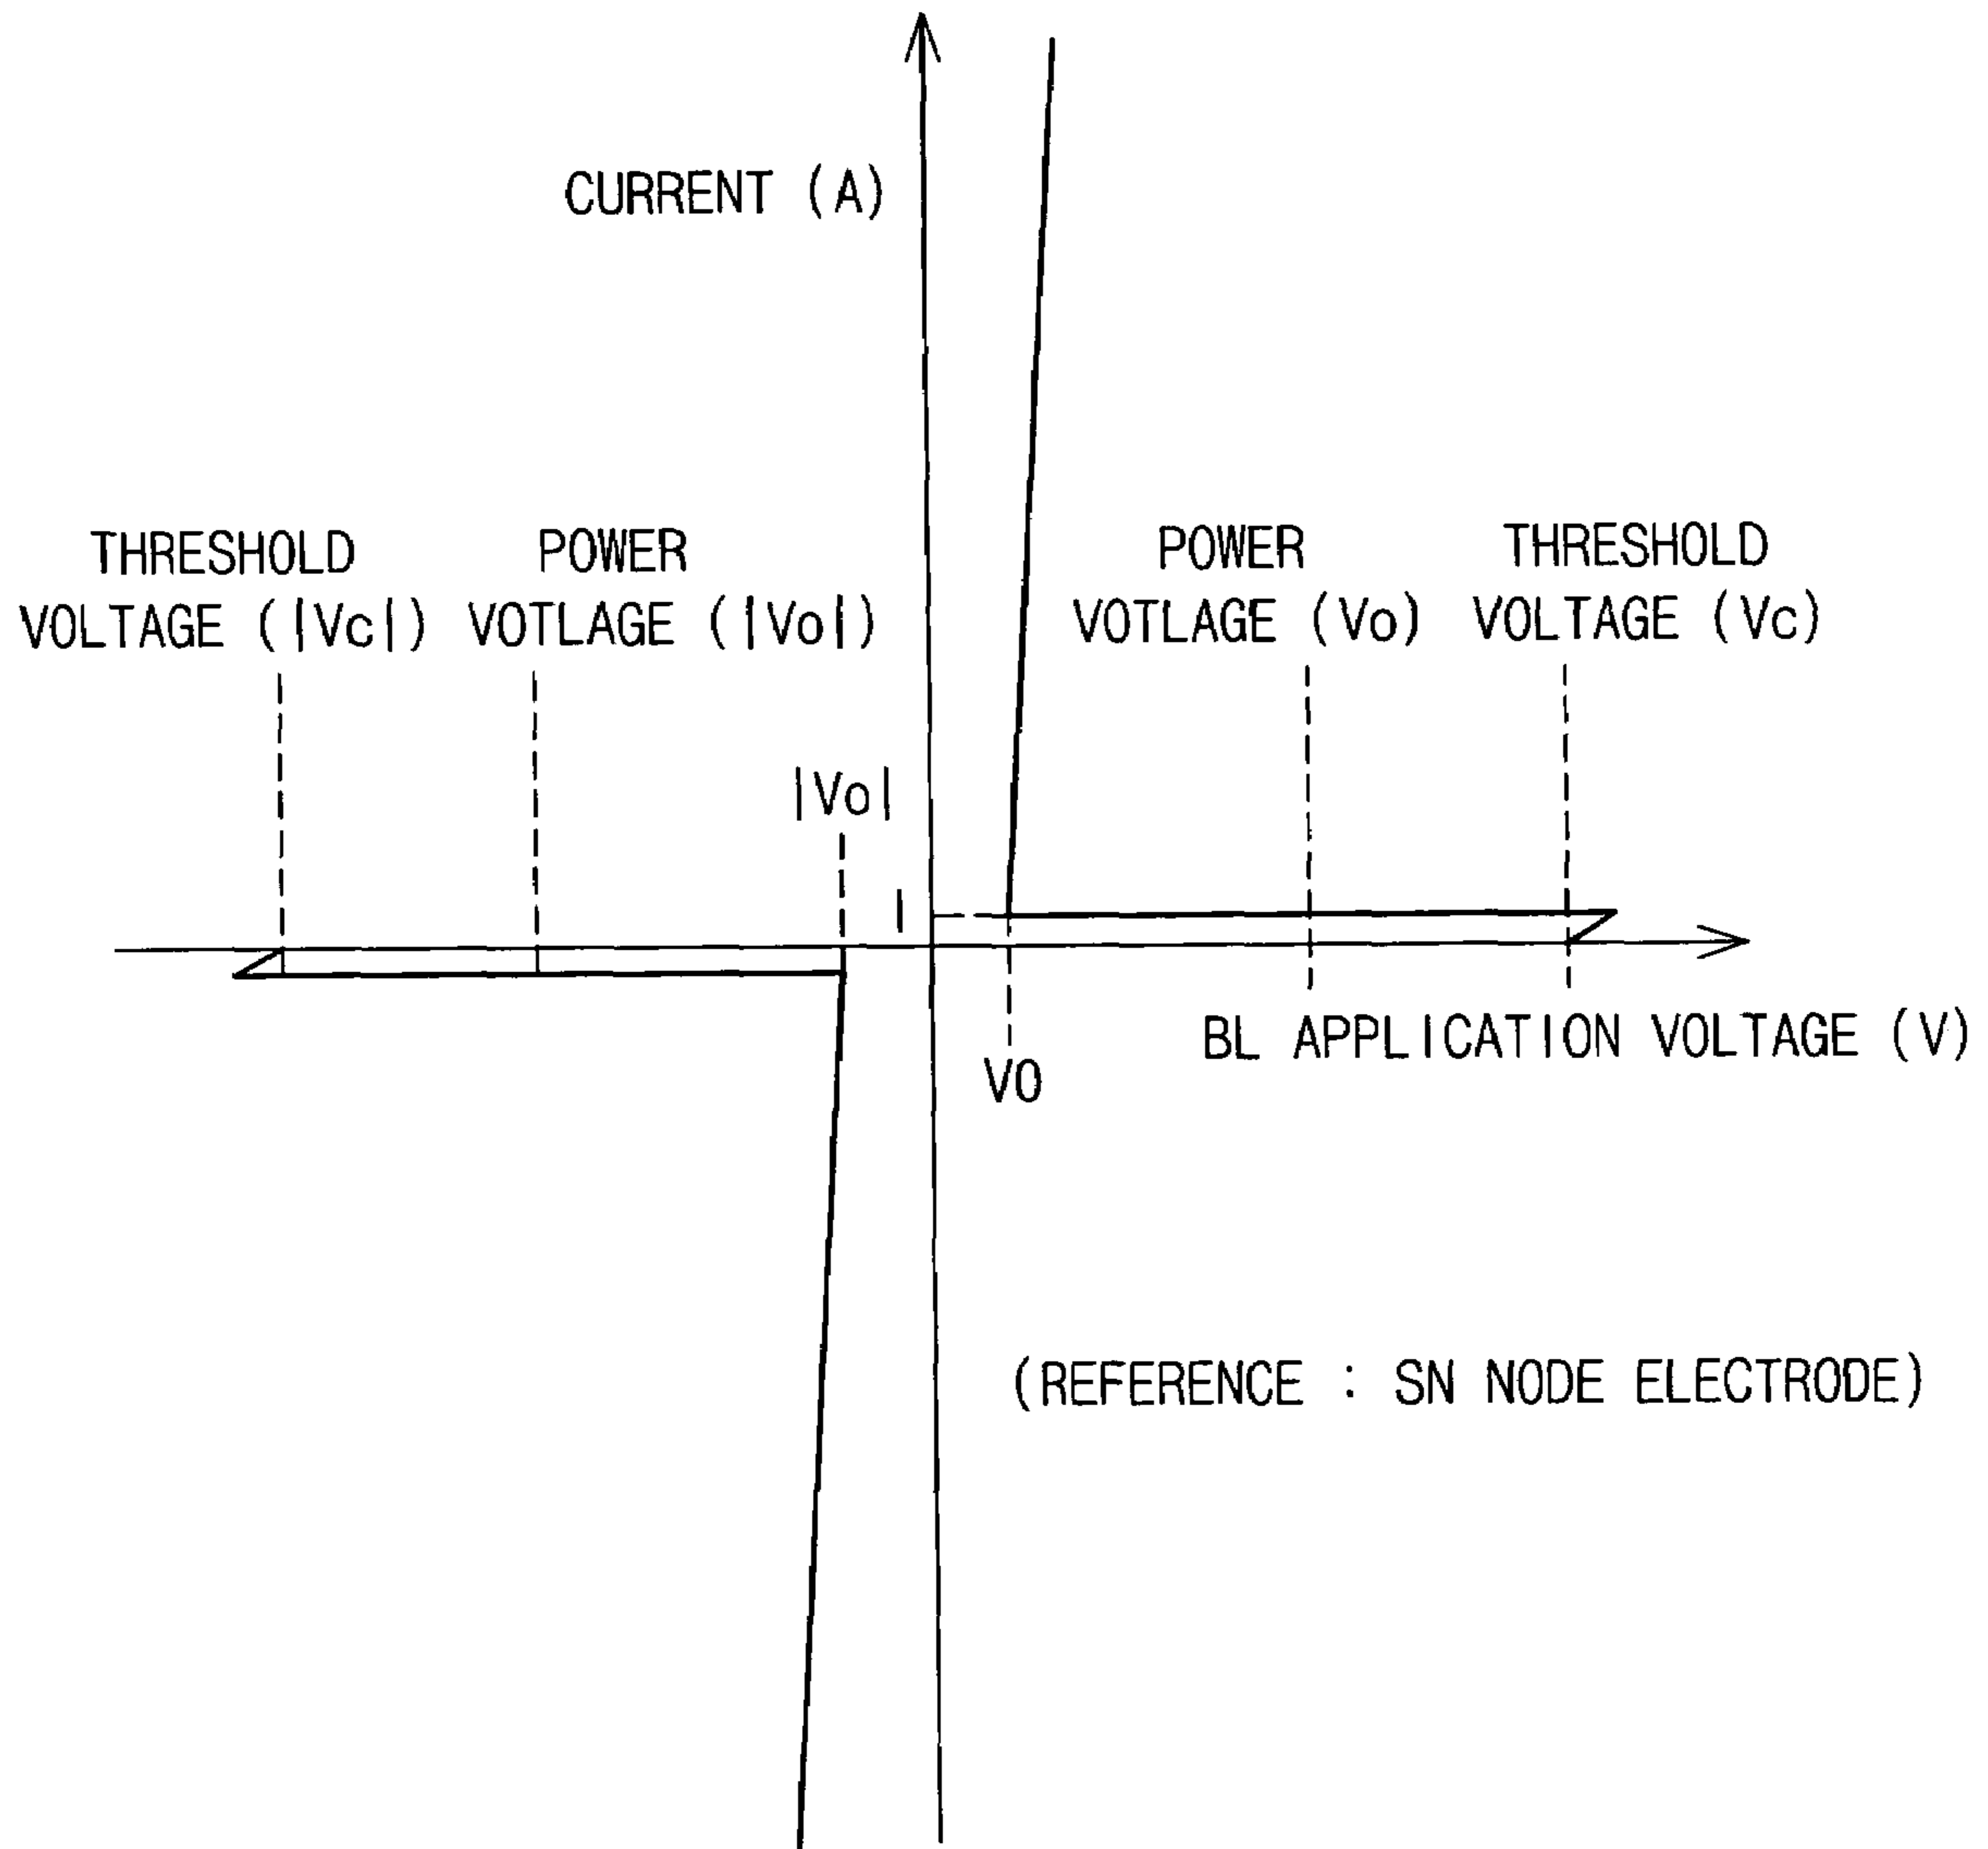 CURRENT (A)
THRESHOLD
VOLTAGE (|Vc|)
POWER
VOTLAGE (|Vo|)
POWER
VOTLAGE (Vo)
THRESHOLD
VOLTAGE (Vc)
|Vo|
I
BL APPLICATION VOLTAGE (V)
VO
(REFERENCE : SN NODE ELECTRODE)